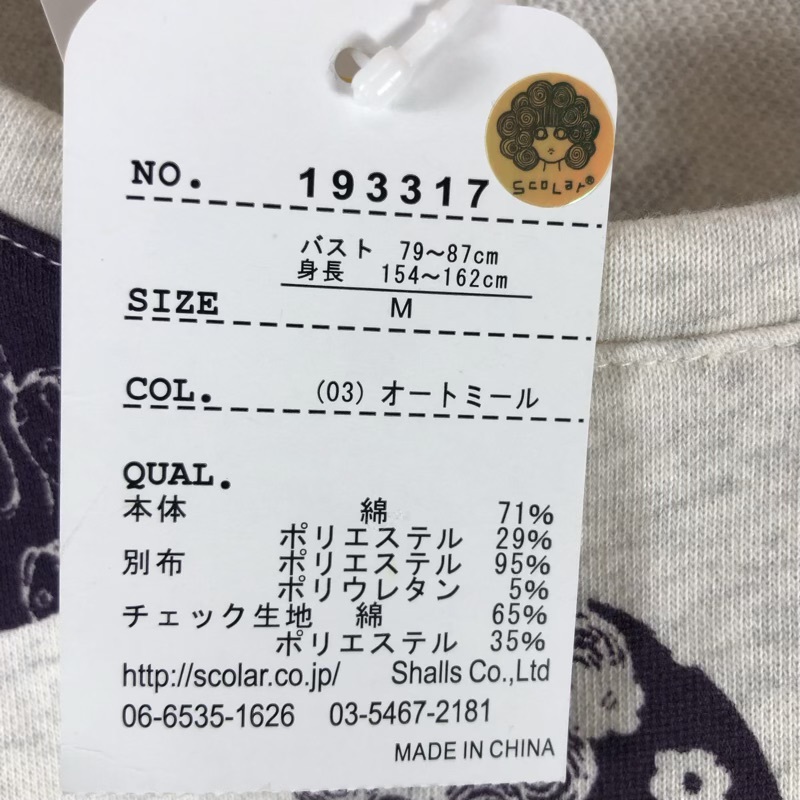 ScoLar®
NO. 193317
バスト 79~87cm
身長 154~162cm
SIZE M
COL. (03) オートミール
QUAL.
本体 綿 71%
ポリエステル 29%
別布 ポリエステル 95%
ポリウレタン 5%
チェック生地 綿 65%
ポリエステル 35%
http://scolar.co.jp/ Shalls Co.,Ltd
06-6535-1626 03-5467-2181
MADE IN CHINA